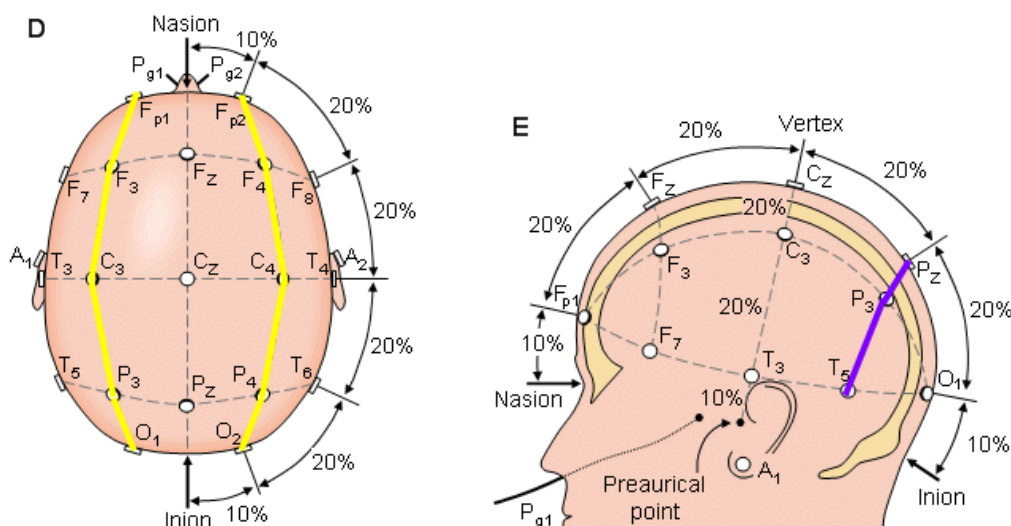 D
Nasion
10%
Pg1 Pg2
20%
Fp1 Fp2
F7 F3 FZ F4 F8
20%
A1 T3 C3 CZ C4 T4 A2
20%
T5 P3 PZ P4 T6
O1 O2
20%
Inion
10%
E
Vertex
20%
CZ
20%
FZ
20%
20%
F3
C3
PZ
Fp1
P3
20%
20%
10%
F7
T3
T5
O1
Nasion
10%
10%
A1
Preaurical
point
Inion
Pg1